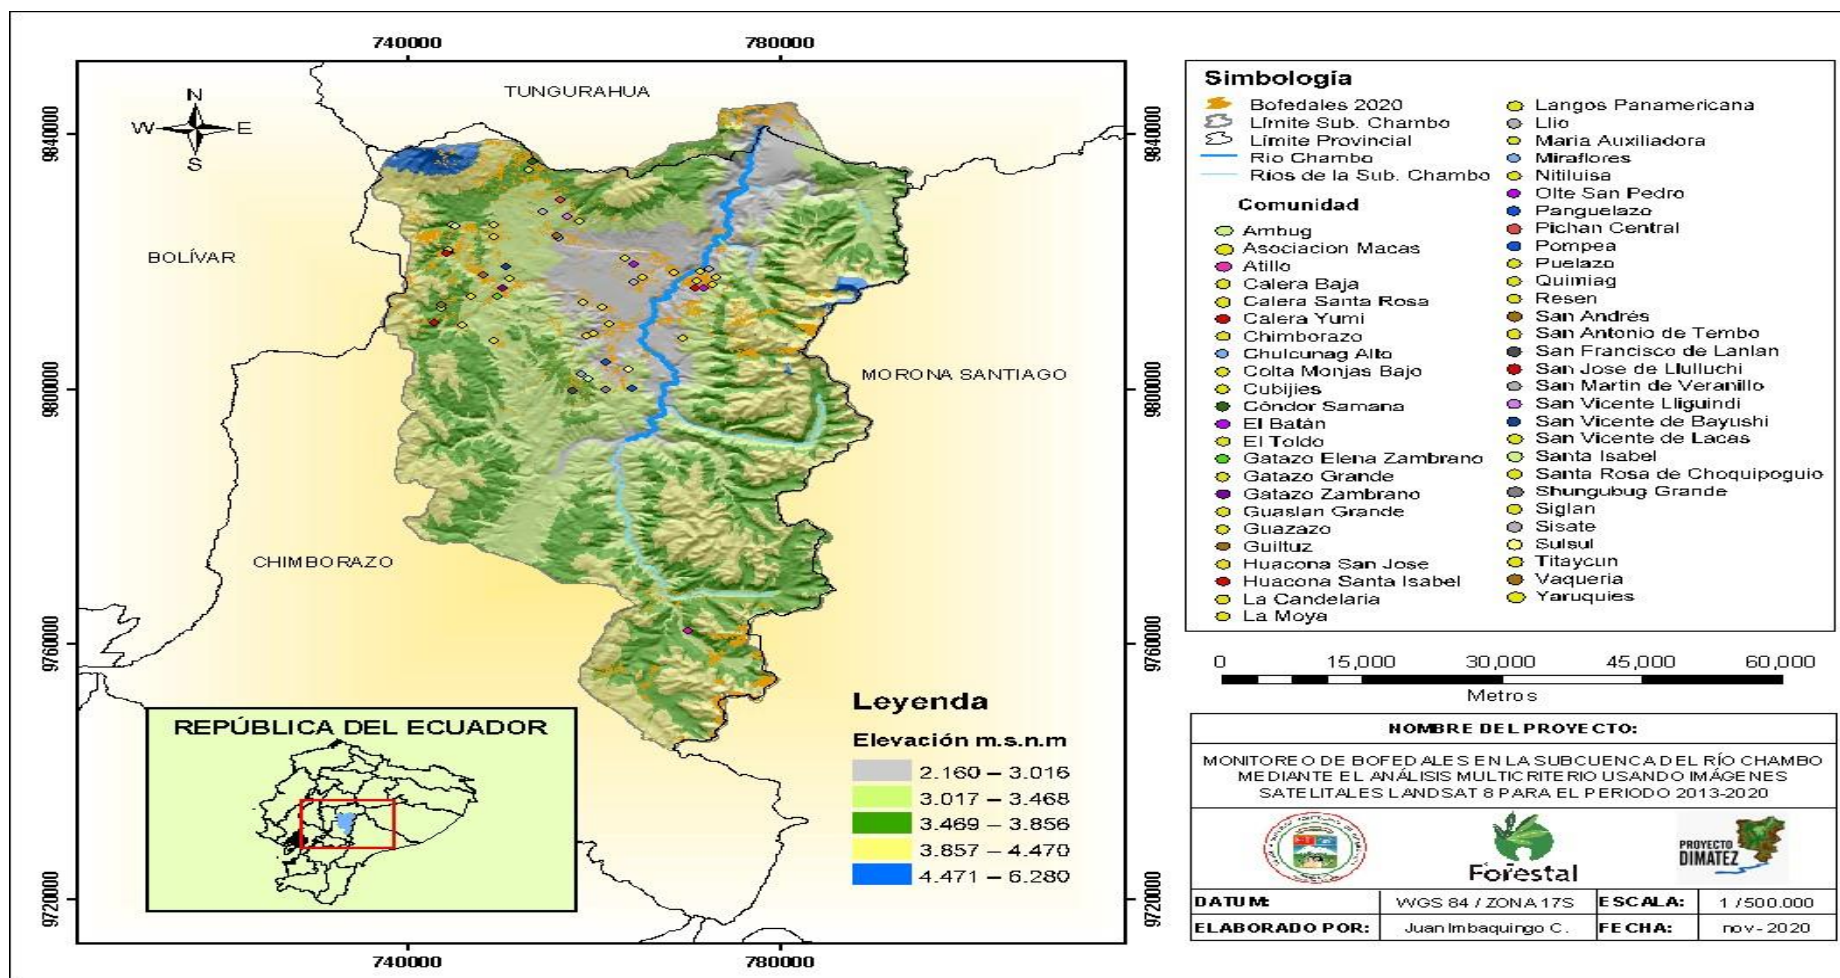 740000
780000
9840000
9800000
9760000
9720000
N
W
E
S
TUNGURAHUA
BOLÍVAR
MORONA SANTIAGO
CHIMBORAZO
9840000
9800000
9760000
9720000
REPÚBLICA DEL ECUADOR
Leyenda
Elevación m.s.n.m
2.160 – 3.016
3.017 – 3.468
3.469 – 3.856
3.857 – 4.470
4.471 – 6.280
740000
780000
Simbología
Bofedales 2020
Límite Sub. Chambo
Límite Provincial
Rio Chambo
Rios de la Sub. Chambo
Comunidad
Ambug
Asociacion Macas
Atillo
Calera Baja
Calera Santa Rosa
Calera Yumi
Chimborazo
Chulcunag Alto
Colta Monjas Bajo
Cubijies
Cóndor Samana
El Batán
El Toldo
Gatazo Elena Zambrano
Gatazo Grande
Gatazo Zambrano
Guaslan Grande
Guazazo
Guiltuz
Huacona San Jose
Huacona Santa Isabel
La Candelaria
La Moya
Langos Panamericana
Llio
Maria Auxiliadora
Miraflores
Nitiluisa
Olte San Pedro
Panguelazo
Pichan Central
Pompea
Puelazo
Quimiag
Resen
San Andrés
San Antonio de Tembo
San Francisco de Lanlan
San Jose de Llulluchi
San Martin de Veranillo
San Vicente Lliguindi
San Vicente de Bayushi
San Vicente de Lacas
Santa Isabel
Santa Rosa de Choquipoguio
Shungubug Grande
Siglan
Sisate
Sulsul
Titaycun
Vaqueria
Yaruquies
0 15,000 30,000 45,000 60,000
Metros
NOMBRE DEL PROYECTO:
MONITOREO DE BOFEDALES EN LA SUBCUENCA DEL RÍO CHAMBO
MEDIANTE EL ANÁLISIS MULTICRITERIO USANDO IMÁGENES
SATELITALES LANDSAT 8 PARA EL PERIODO 2013-2020
Forestal
PROYECTO
DIMATEZ
DATUM: WGS 84 / ZONA 17S ESCALA: 1 /500.000
ELABORADO POR: Juan Imbaquingo C. FECHA: nov- 2020